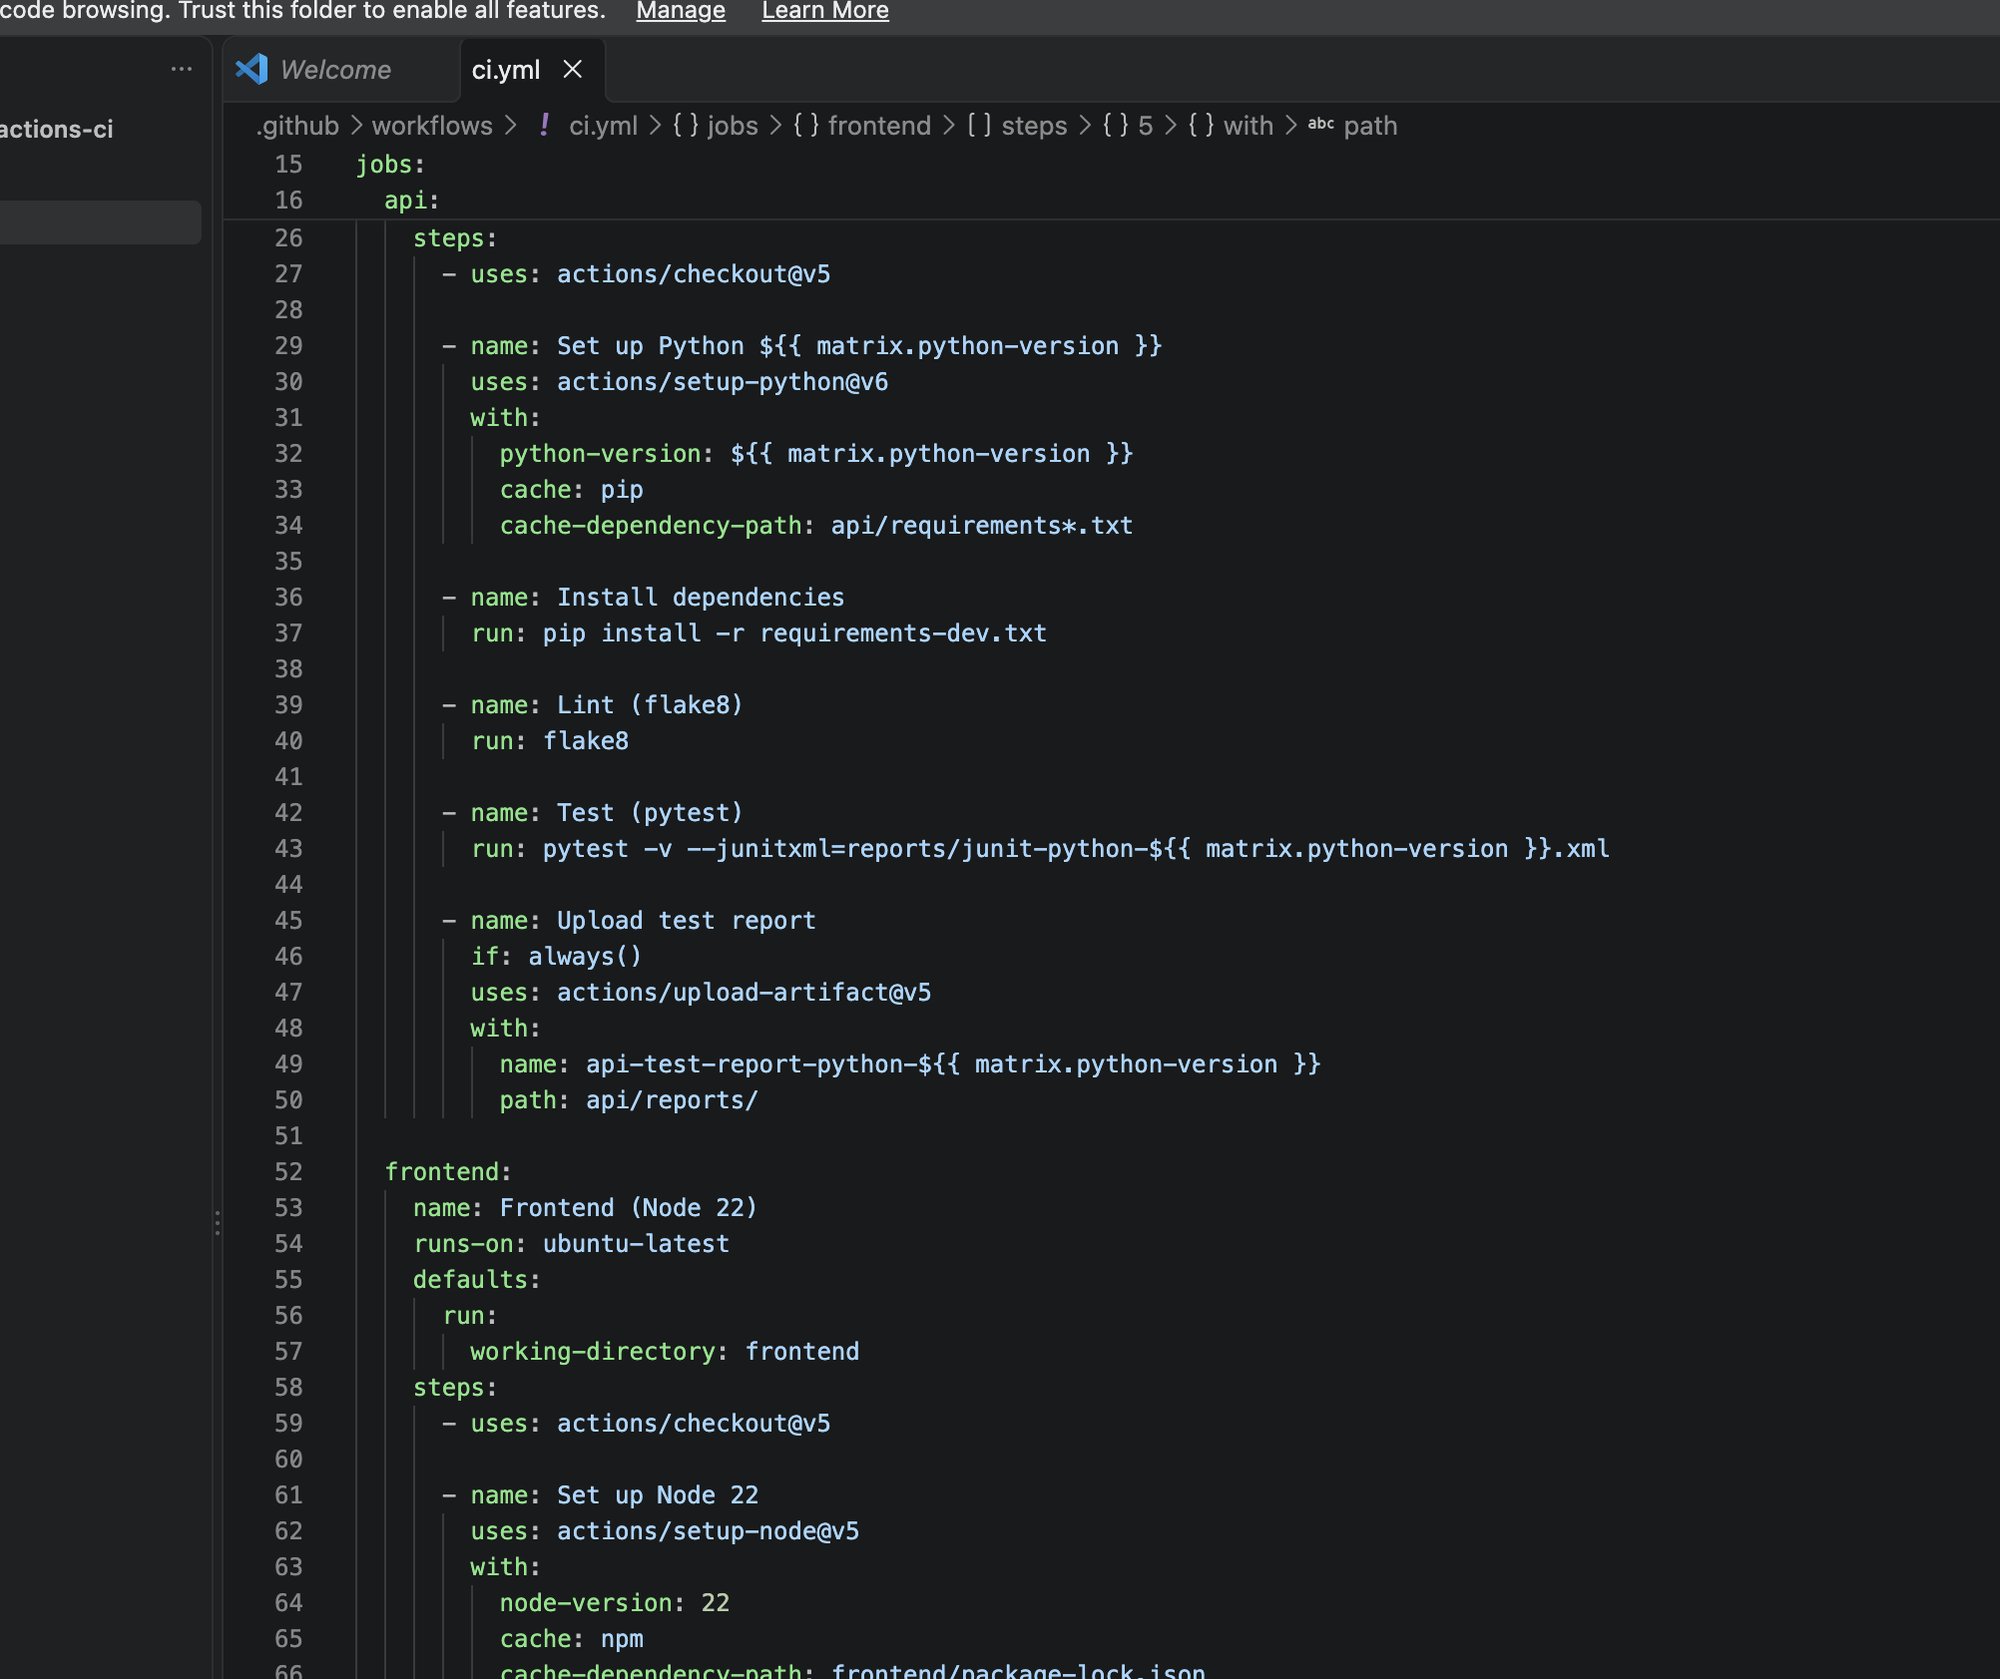 code browsing. Trust this folder to enable all features. Manage Learn More
···
Welcome ci.yml ×
actions-ci
.github > workflows > ! ci.yml > {} jobs > {} frontend > [] steps > {} 5 > {} with > abc path
15 jobs:
16   api:
26     steps:
27       - uses: actions/checkout@v5
28
29       - name: Set up Python ${{ matrix.python-version }}
30         uses: actions/setup-python@v6
31         with:
32           python-version: ${{ matrix.python-version }}
33           cache: pip
34           cache-dependency-path: api/requirements*.txt
35
36       - name: Install dependencies
37         run: pip install -r requirements-dev.txt
38
39       - name: Lint (flake8)
40         run: flake8
41
42       - name: Test (pytest)
43         run: pytest -v --junitxml=reports/junit-python-${{ matrix.python-version }}.xml
44
45       - name: Upload test report
46         if: always()
47         uses: actions/upload-artifact@v5
48         with:
49           name: api-test-report-python-${{ matrix.python-version }}
50           path: api/reports/
51
52   frontend:
53     name: Frontend (Node 22)
54     runs-on: ubuntu-latest
55     defaults:
56       run:
57         working-directory: frontend
58     steps:
59       - uses: actions/checkout@v5
60
61       - name: Set up Node 22
62         uses: actions/setup-node@v5
63         with:
64           node-version: 22
65           cache: npm
66           cache-dependency-path: frontend/package-lock.json